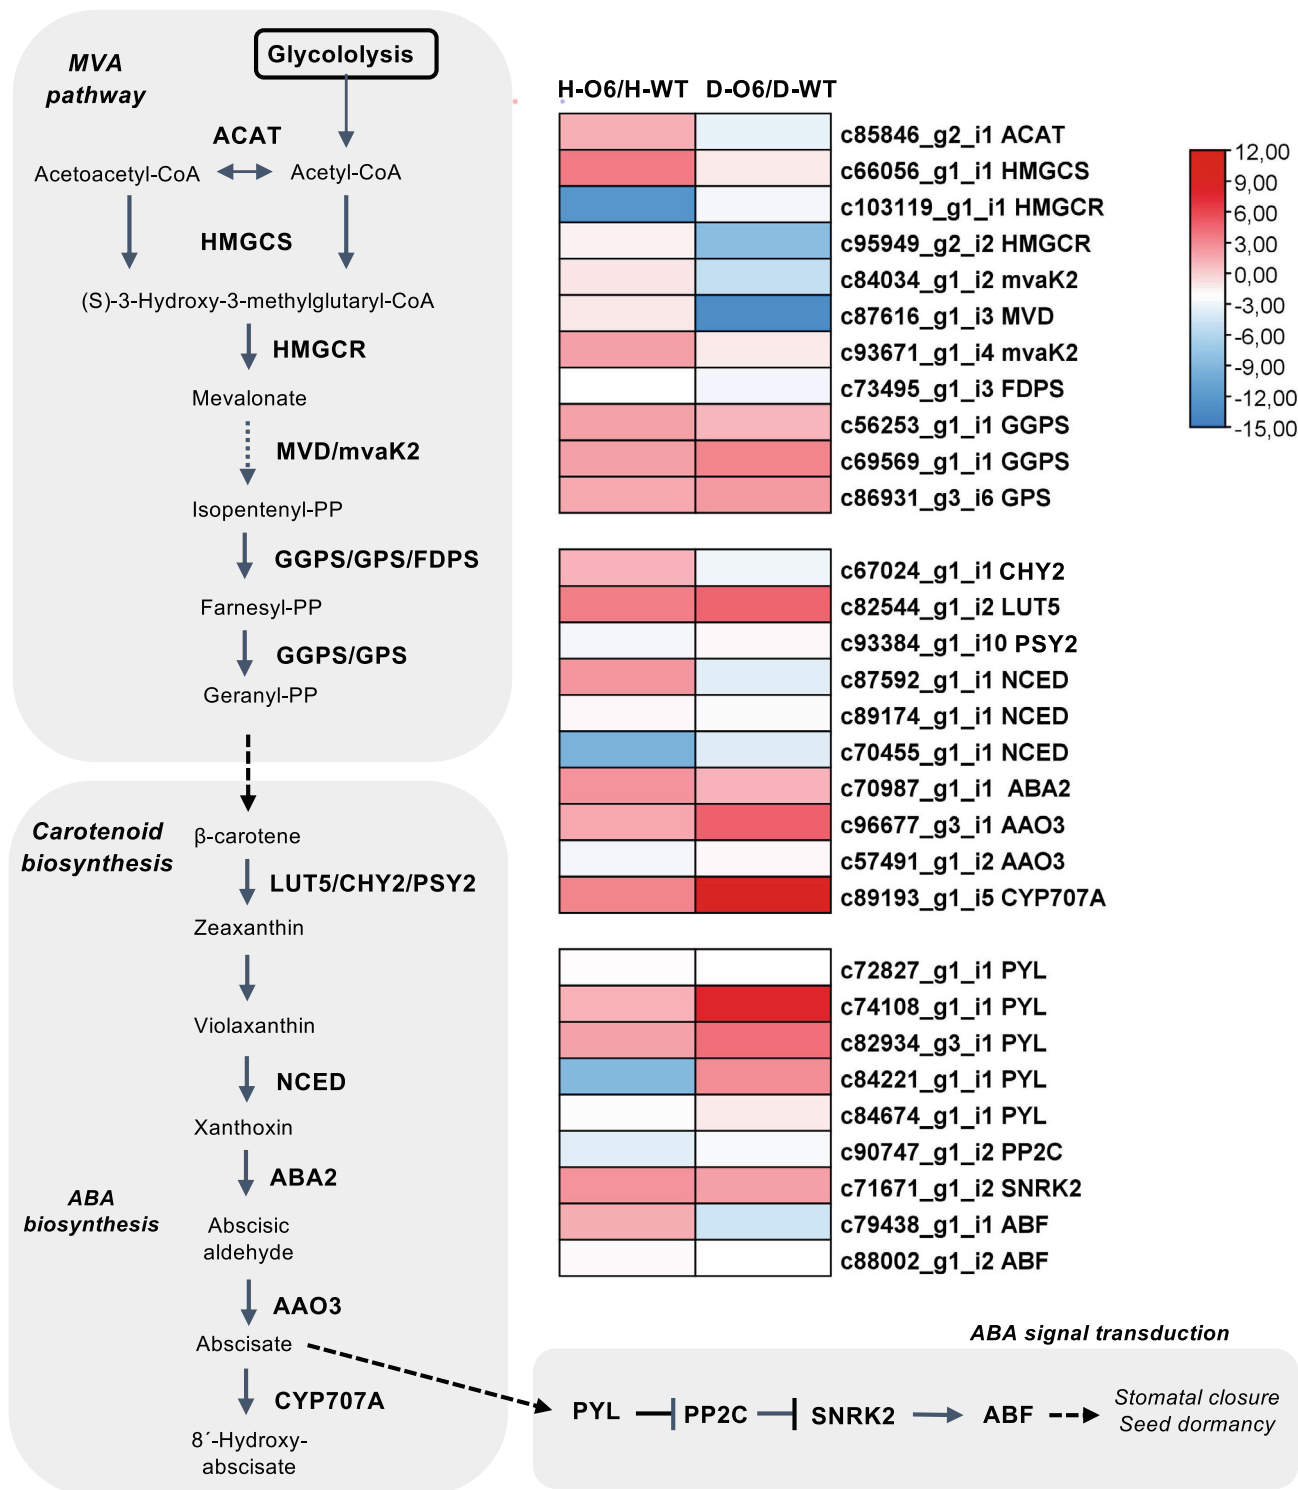 MVA
pathway
Glycololysis
ACAT
Acetoacetyl-CoA
Acetyl-CoA
HMGCS
(S)-3-Hydroxy-3-methylglutaryl-CoA
HMGCR
Mevalonate
MVD/mvaK2
Isopentenyl-PP
GGPS/GPS/FDPS
Farnesyl-PP
GGPS/GPS
Geranyl-PP
Carotenoid
biosynthesis
β-carotene
LUT5/CHY2/PSY2
Zeaxanthin
Violaxanthin
NCED
Xanthoxin
ABA2
ABA
biosynthesis
Abscisic
aldehyde
AAO3
Abscisate
CYP707A
8´-Hydroxy-
abscisate
H-O6/H-WT D-O6/D-WT
c85846_g2_i1 ACAT
c66056_g1_i1 HMGCS
c103119_g1_i1 HMGCR
c95949_g2_i2 HMGCR
c84034_g1_i2 mvaK2
c87616_g1_i3 MVD
c93671_g1_i4 mvaK2
c73495_g1_i3 FDPS
c56253_g1_i1 GGPS
c69569_g1_i1 GGPS
c86931_g3_i6 GPS
12,00
9,00
6,00
3,00
0,00
-3,00
-6,00
-9,00
-12,00
-15,00
c67024_g1_i1 CHY2
c82544_g1_i2 LUT5
c93384_g1_i10 PSY2
c87592_g1_i1 NCED
c89174_g1_i1 NCED
c70455_g1_i1 NCED
c70987_g1_i1 ABA2
c96677_g3_i1 AAO3
c57491_g1_i2 AAO3
c89193_g1_i5 CYP707A
c72827_g1_i1 PYL
c74108_g1_i1 PYL
c82934_g3_i1 PYL
c84221_g1_i1 PYL
c84674_g1_i1 PYL
c90747_g1_i2 PP2C
c71671_g1_i2 SNRK2
c79438_g1_i1 ABF
c88002_g1_i2 ABF
ABA signal transduction
PYL
PP2C
SNRK2
ABF
Stomatal closure
Seed dormancy